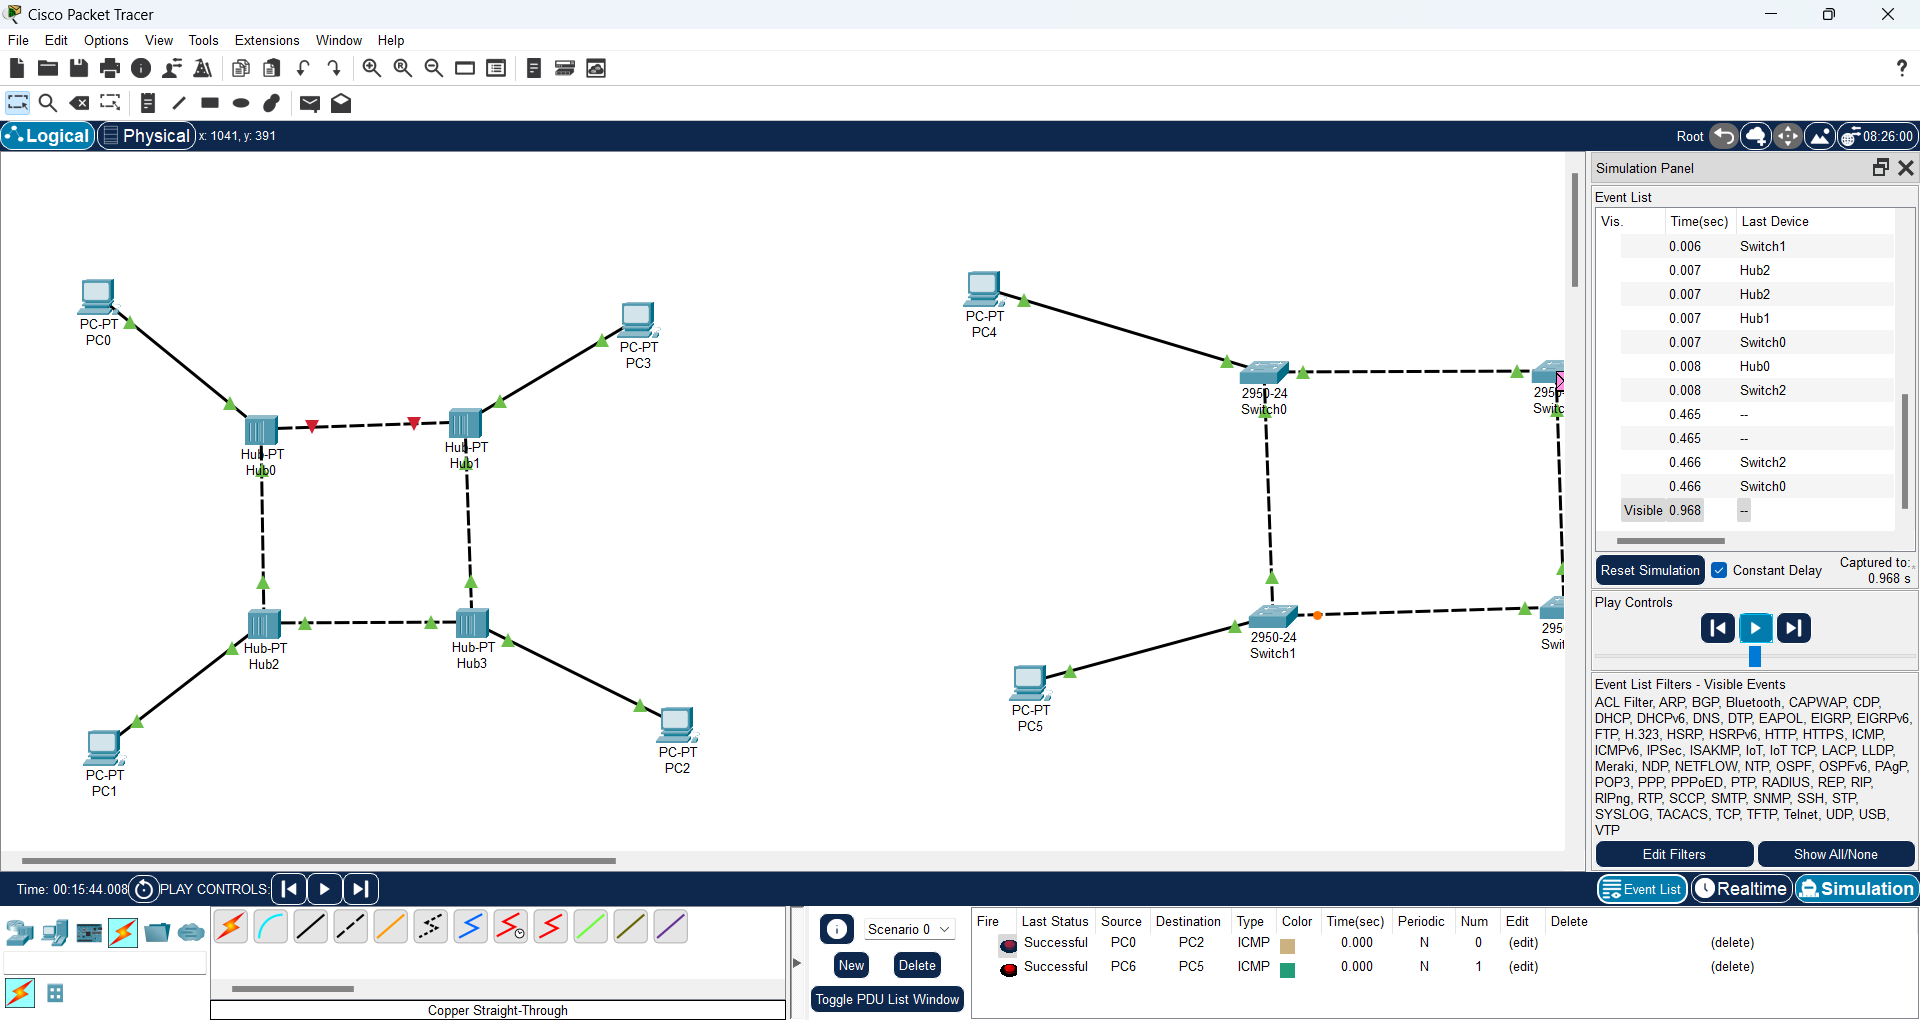 Cisco Packet Tracer
File Edit Options View Tools Extensions Window Help
Logical Physical x: 1041, y: 391
Root 08:26:00
PC-PT
PC0
PC-PT
PC3
Hub-PT
Hub0
Hub-PT
Hub1
Hub-PT
Hub2
Hub-PT
Hub3
PC-PT
PC1
PC-PT
PC2
PC-PT
PC4
2950-24
Switch0
2950-
Switc
2950-24
Switch1
295
Swit
PC-PT
PC5
Simulation Panel
Event List
Vis. Time(sec) Last Device
0.006 Switch1
0.007 Hub2
0.007 Hub2
0.007 Hub1
0.007 Switch0
0.008 Hub0
0.008 Switch2
0.465 --
0.465 --
0.466 Switch2
0.466 Switch0
Visible 0.968 --
Reset Simulation Constant Delay Captured to:
0.968 s
Play Controls
Event List Filters - Visible Events
ACL Filter, ARP, BGP, Bluetooth, CAPWAP, CDP,
DHCP, DHCPv6, DNS, DTP, EAPOL, EIGRP, EIGRPv6,
FTP, H.323, HSRP, HSRPv6, HTTP, HTTPS, ICMP,
ICMPv6, IPSec, ISAKMP, IoT, IoT TCP, LACP, LLDP,
Meraki, NDP, NETFLOW, NTP, OSPF, OSPFv6, PAgP,
POP3, PPP, PPPoED, PTP, RADIUS, REP, RIP,
RIPng, RTP, SCCP, SMTP, SNMP, SSH, STP,
SYSLOG, TACACS, TCP, TFTP, Telnet, UDP, USB,
VTP
Edit Filters Show All/None
Time: 00:15:44.008 PLAY CONTROLS:
Event List Realtime Simulation
Copper Straight-Through
Scenario 0
New Delete
Toggle PDU List Window
Fire Last Status Source Destination Type Color Time(sec) Periodic Num Edit Delete
Successful PC0 PC2 ICMP 0.000 N 0 (edit) (delete)
Successful PC6 PC5 ICMP 0.000 N 1 (edit) (delete)